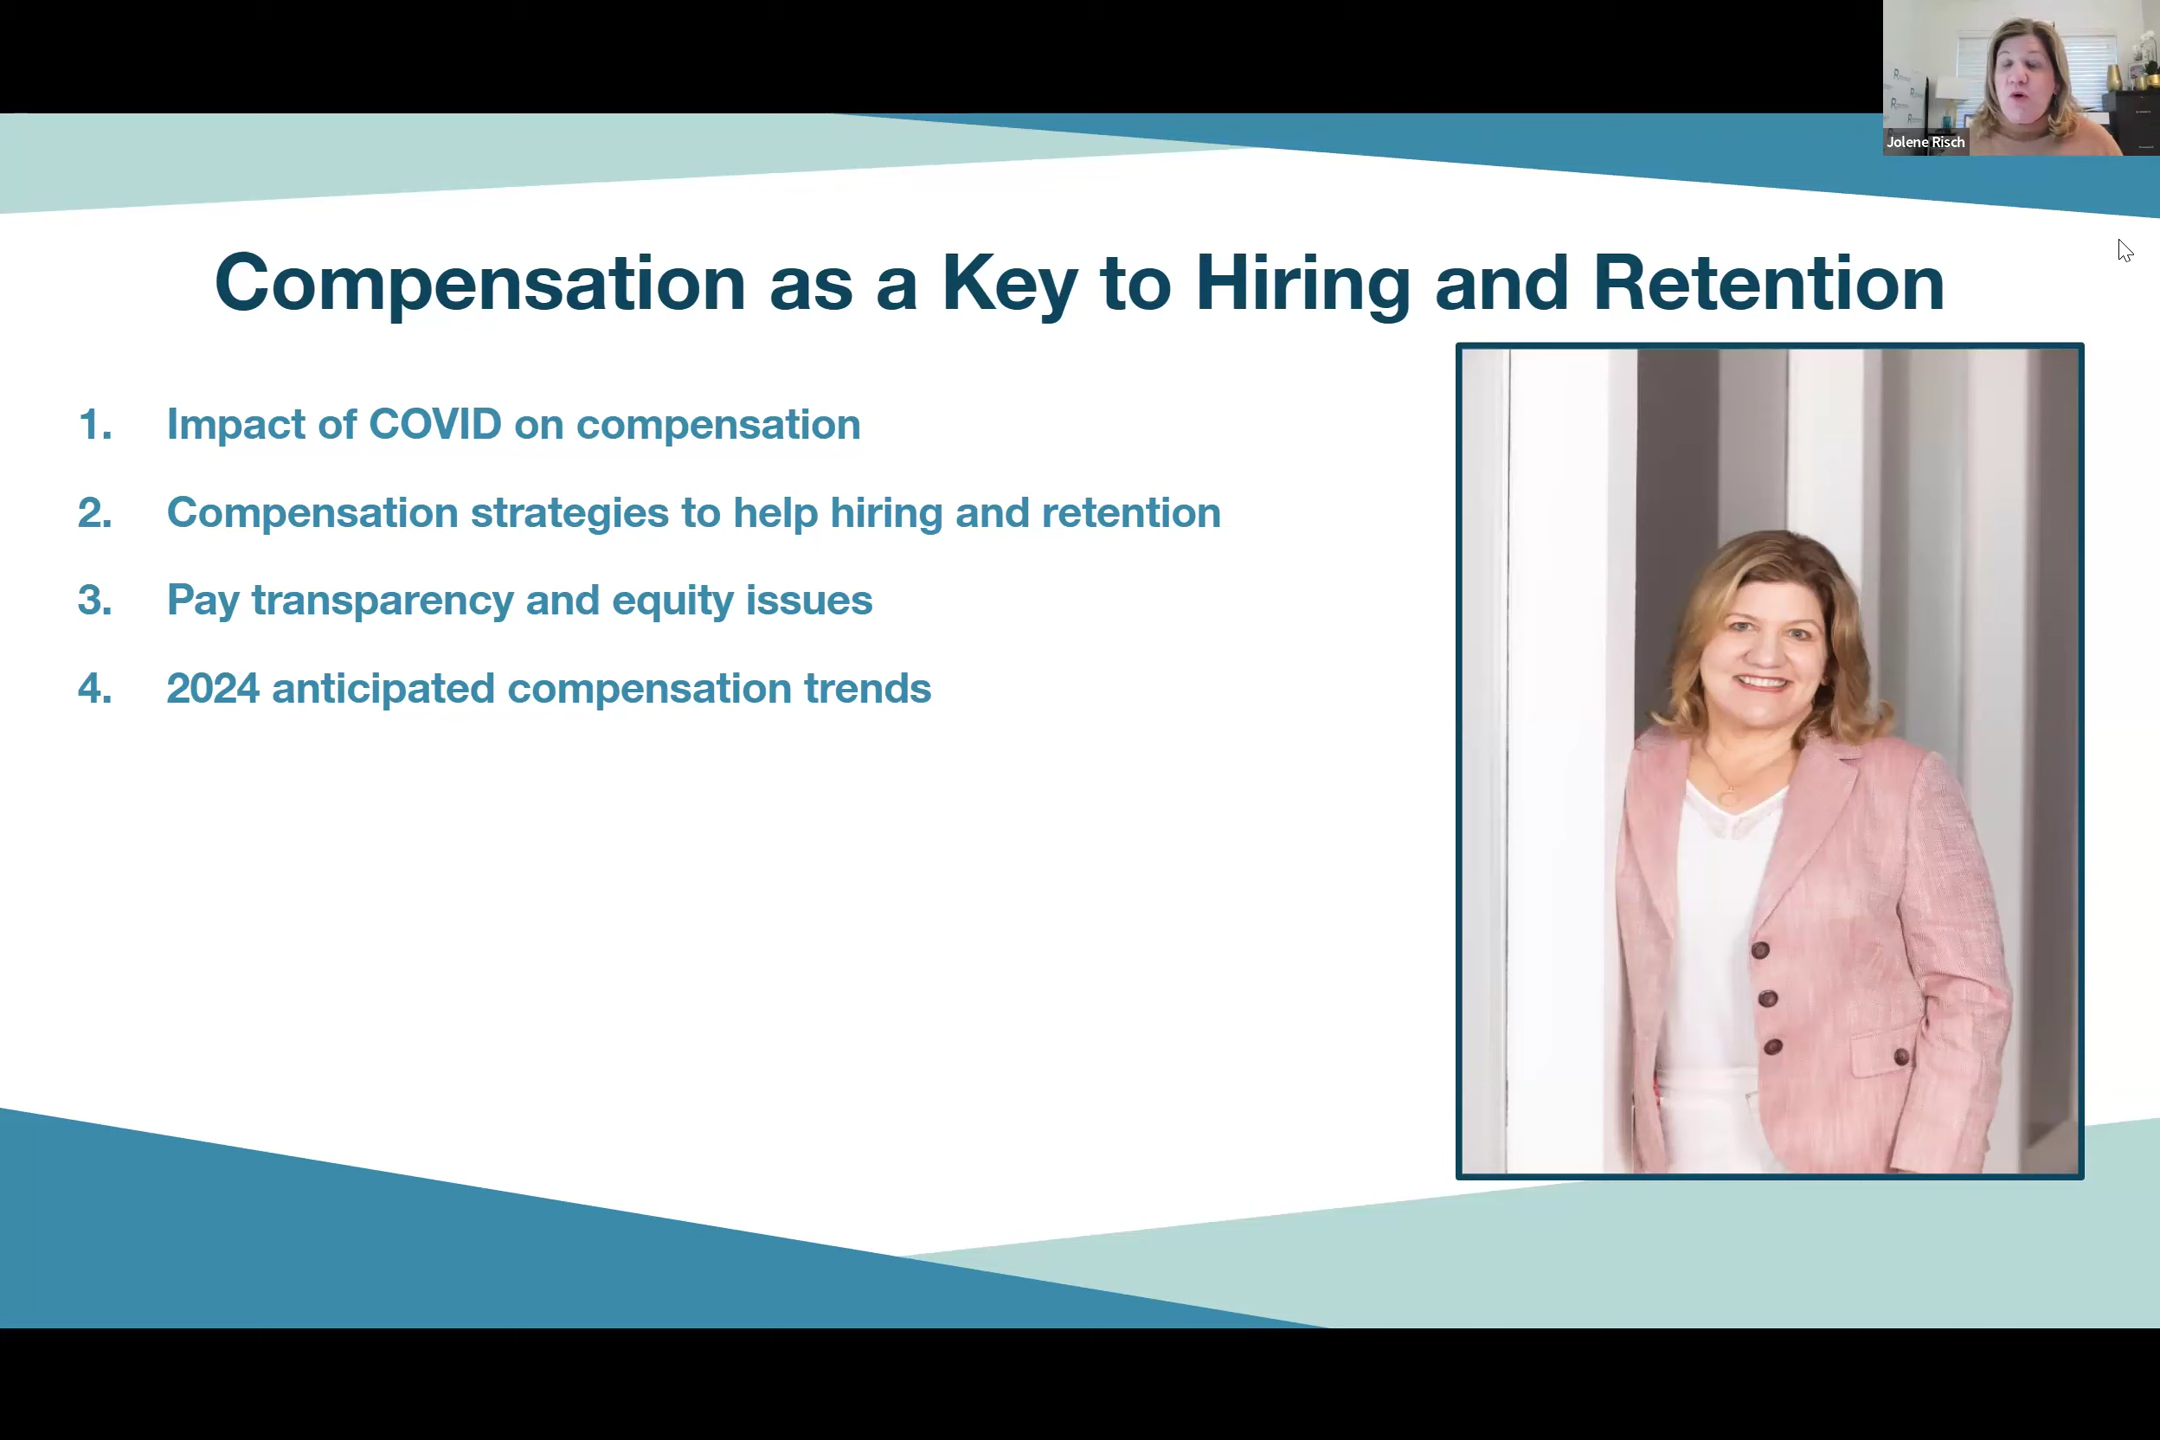 Jolene Risch
Compensation as a Key to Hiring and Retention
1. Impact of COVID on compensation
2. Compensation strategies to help hiring and retention
3. Pay transparency and equity issues
4. 2024 anticipated compensation trends